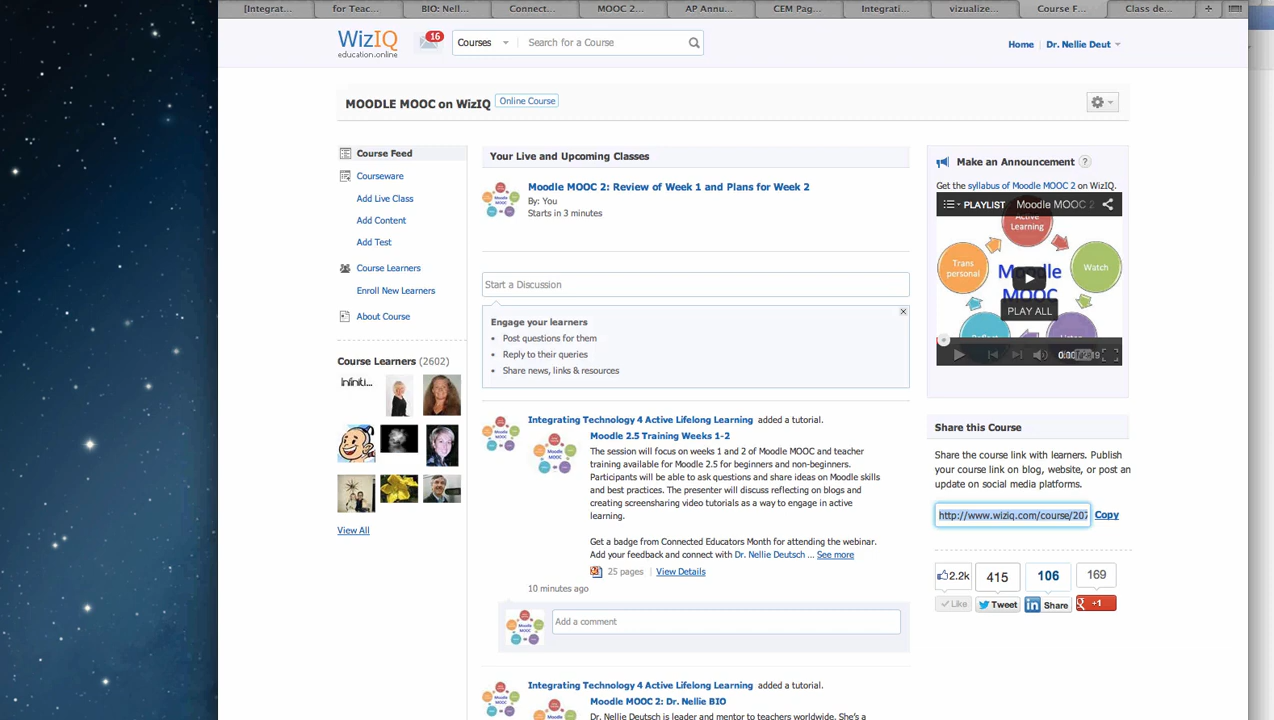 [Integrat...
for Teac...
BIO: Nell...
Connect...
MOOC 2...
AP Annu...
CEM Pag...
Integrati...
vizualize...
Course F...
Class de...
WizIQ
education.online
16
Courses
Search for a Course
Home
Dr. Nellie Deut
MOODLE MOOC on WizIQ
Online Course
Course Feed
Courseware
Add Live Class
Add Content
Add Test
Course Learners
Enroll New Learners
About Course
Course Learners (2602)
Infiniti...
View All
Your Live and Upcoming Classes
Moodle MOOC 2: Review of Week 1 and Plans for Week 2
By: You
Starts in 3 minutes
Start a Discussion
Engage your learners
• Post questions for them
• Reply to their queries
• Share news, links & resources
Integrating Technology 4 Active Lifelong Learning added a tutorial.
Moodle 2.5 Training Weeks 1-2
The session will focus on weeks 1 and 2 of Moodle MOOC and teacher
training available for Moodle 2.5 for beginners and non-beginners.
Participants will be able to ask questions and share ideas on Moodle skills
and best practices. The presenter will discuss reflecting on blogs and
creating screensharing video tutorials as a way to engage in active
learning.
Get a badge from Connected Educators Month for attending the webinar.
Add your feedback and connect with Dr. Nellie Deutsch ... See more
25 pages | View Details
10 minutes ago
Add a comment
Integrating Technology 4 Active Lifelong Learning added a tutorial.
Moodle MOOC 2: Dr. Nellie BIO
Dr. Nellie Deutsch is leader and mentor to teachers worldwide. She's a
Make an Announcement ?
Get the syllabus of Moodle MOOC 2 on WizIQ.
PLAYLIST Moodle MOOC 2
Active
Learning
Trans
personal
Watch
Moodle
MOOC
PLAY ALL
Share this Course
Share the course link with learners. Publish
your course link on blog, website, or post an
update on social media platforms.
http://www.wiziq.com/course/207
Copy
2.2k
415
106
169
Like
Tweet
Share
+1